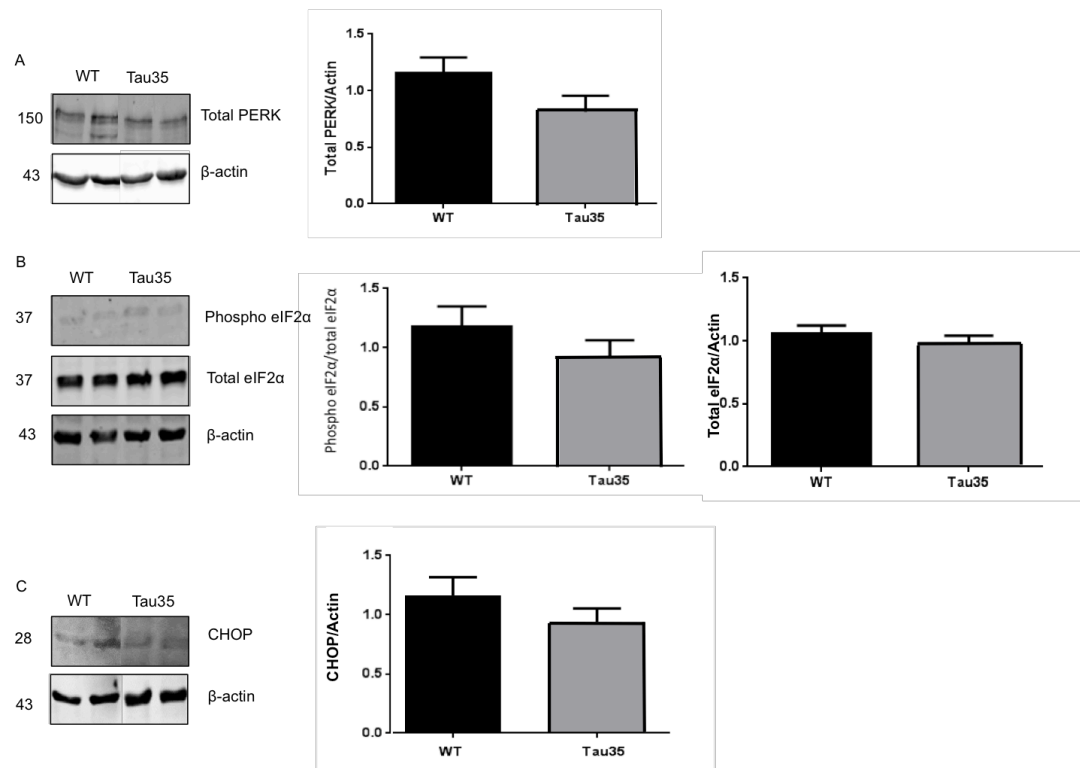 A
WT Tau35
150 Total PERK
43 β-actin
Total PERK/Actin
1.5
1.0
0.5
0.0
WT Tau35
B
WT Tau35
37 Phospho eIF2α
37 Total eIF2α
43 β-actin
Phospho eIF2α/total eIF2α
1.5
1.0
0.5
0.0
WT Tau35
Total eIF2α/Actin
1.5
1.0
0.5
0.0
WT Tau35
C
WT Tau35
28 CHOP
43 β-actin
CHOP/Actin
1.5
1.0
0.5
0.0
WT Tau35